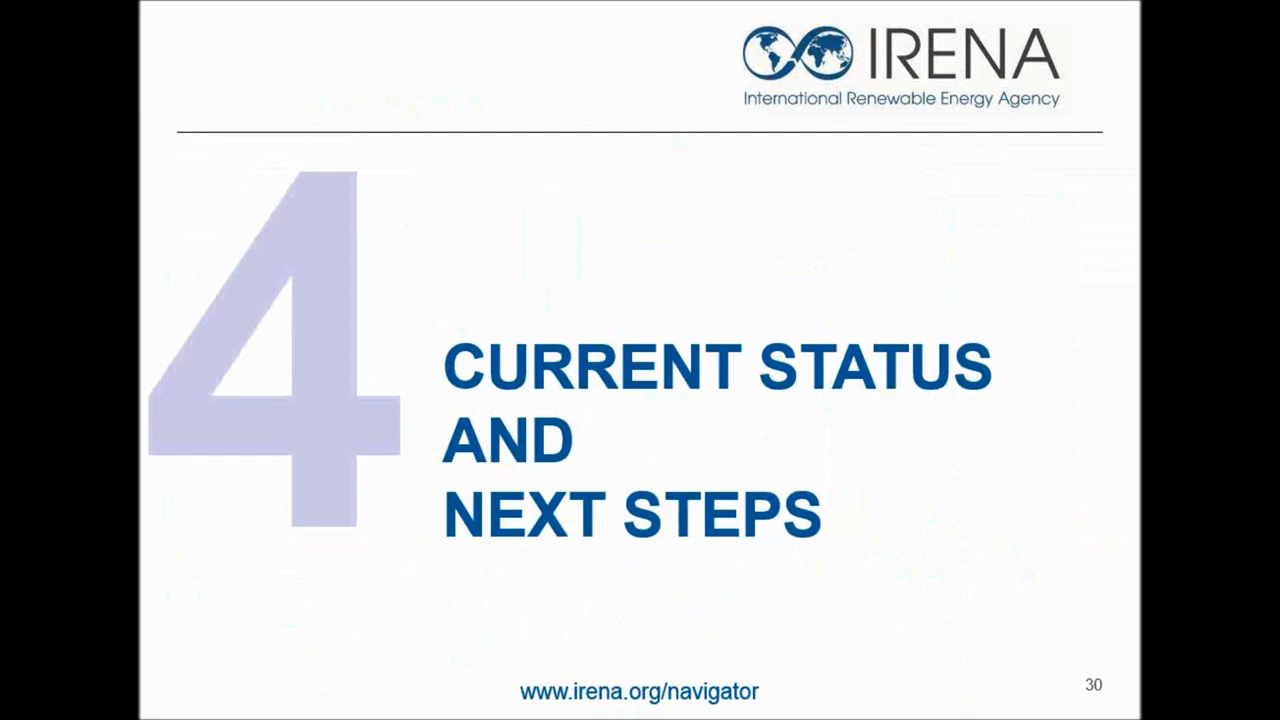 IRENA
International Renewable Energy Agency
4
CURRENT STATUS
AND
NEXT STEPS
www.irena.org/navigator
30